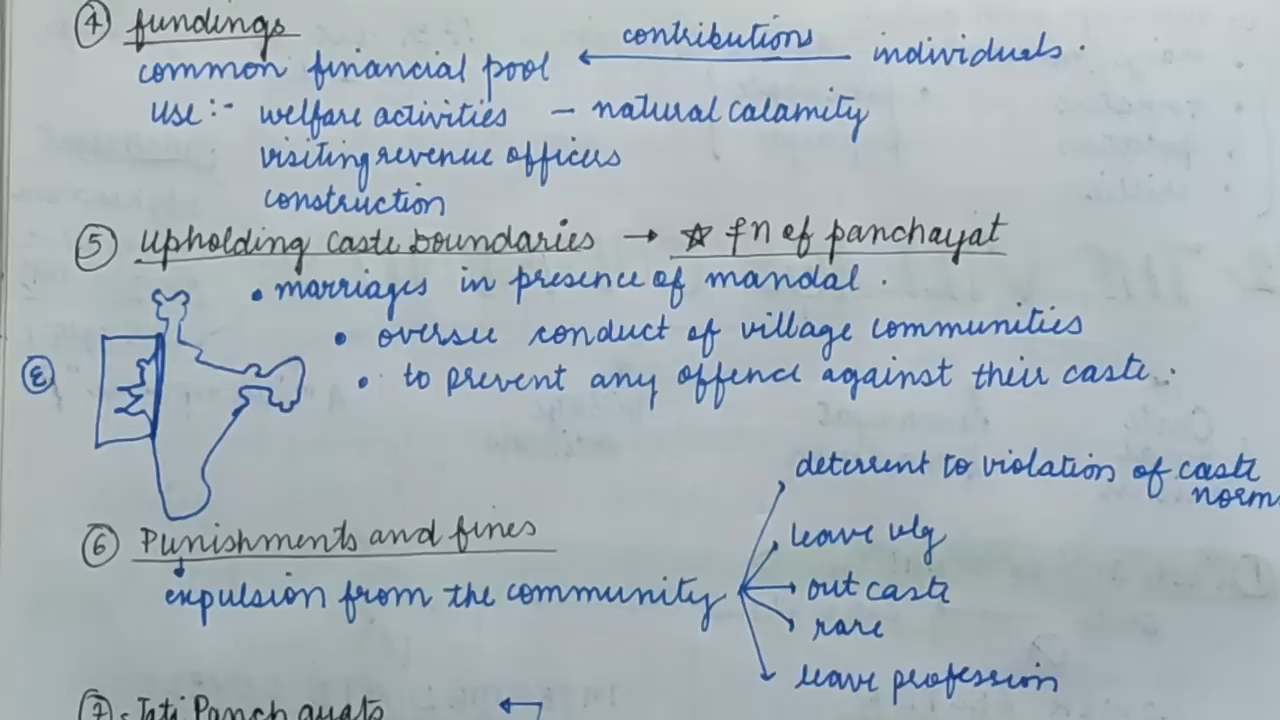 ④ fundings
common financial pool ← contributions individuals.
use :- welfare activities - natural calamity
visiting revenue officers
construction
⑤ Upholding caste boundaries → ☆ fn of panchayat
• marriages in presence of mandal.
• oversee conduct of village communities
• to prevent any offence against their caste.
⑥ Punishments and fines
expulsion from the community
deterrent to violation of caste norm
leave vlg
out caste
rare
leave profession
⑦ Jati Panchayats